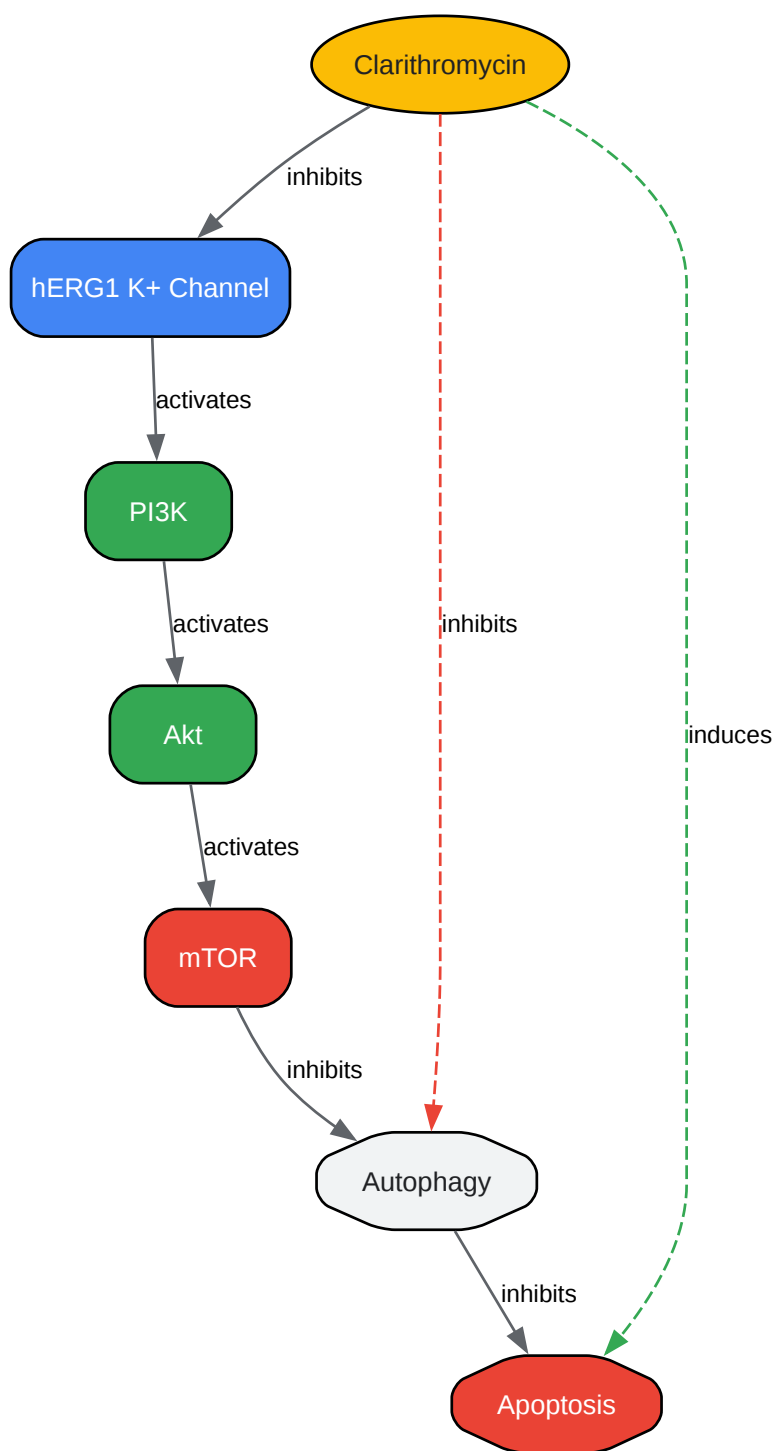 Clarithromycin
inhibits
hERG1 K+ Channel
activates
PI3K
activates
inhibits
Akt
induces
activates
mTOR
inhibits
Autophagy
inhibits
Apoptosis